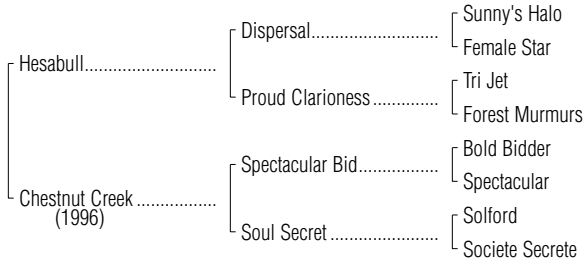 Sunny's Halo
Dispersal
Female Star
Hesabull
Tri Jet
Proud Clarioness
Forest Murmurs
Bold Bidder
Spectacular Bid
Spectacular
Chestnut Creek
(1996)
Solford
Soul Secret
Societe Secrete